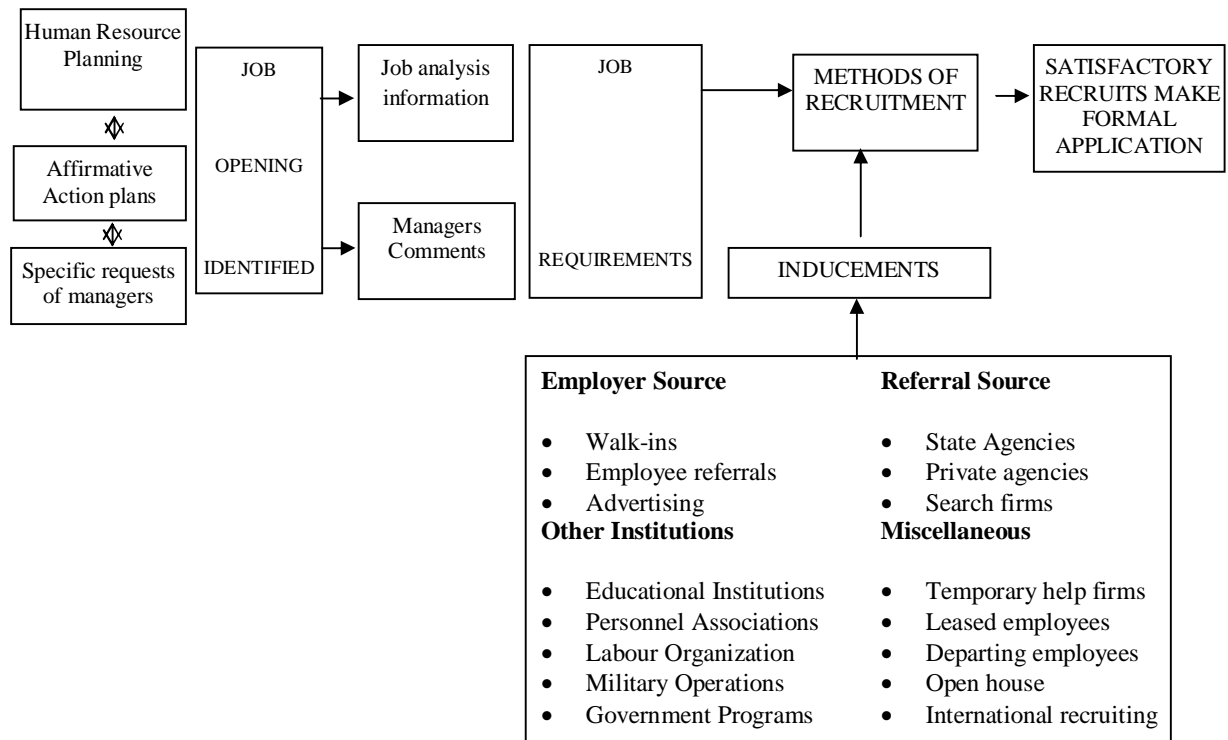 Human Resource
Planning
Affirmative
Action plans
Specific requests
of managers
JOB
OPENING
IDENTIFIED
Job analysis
information
Managers
Comments
JOB
REQUIREMENTS
METHODS OF
RECRUITMENT
SATISFACTORY
RECRUITS MAKE
FORMAL
APPLICATION
INDUCEMENTS
Employer Source
• Walk-ins
• Employee referrals
• Advertising
Other Institutions
• Educational Institutions
• Personnel Associations
• Labour Organization
• Military Operations
• Government Programs
Referral Source
• State Agencies
• Private agencies
• Search firms
Miscellaneous
• Temporary help firms
• Leased employees
• Departing employees
• Open house
• International recruiting